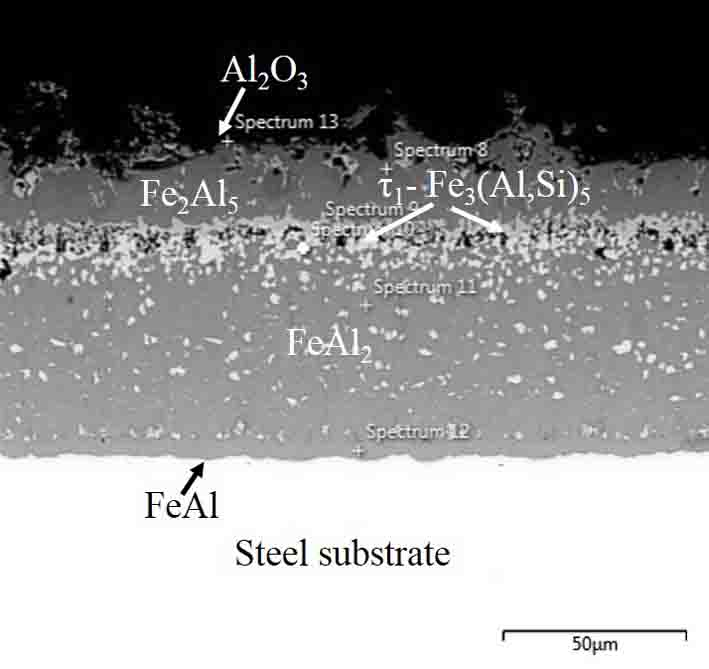 Al₂O₃
Spectrum 13
Spectrum 8
Fe₂Al₅
τ₁- Fe₃(Al,Si)₅
Spectrum 9
Spectrum 10
Spectrum 11
FeAl₂
Spectrum 12
FeAl
Steel substrate
50µm